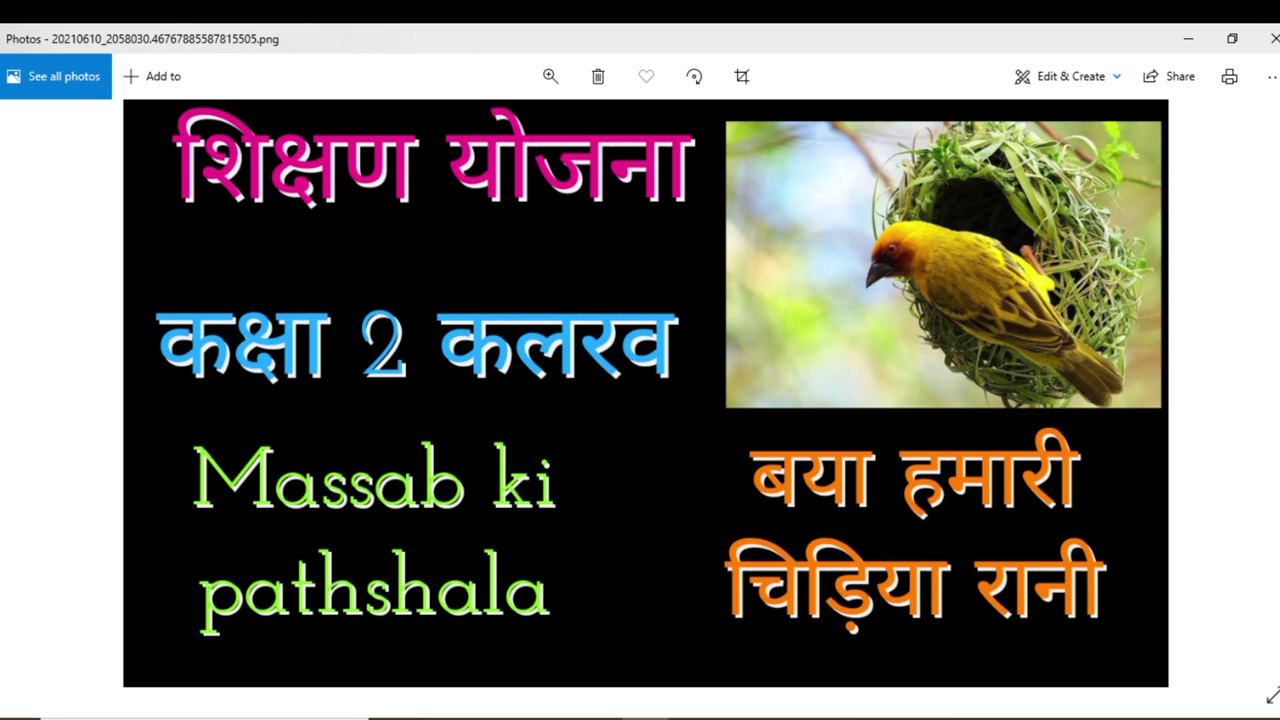 Photos - 20210610_2058030.46767885587815505.png
See all photos
Add to
Edit & Create
Share
शिक्षण योजना
कक्षा 2 कलरव
Massab ki
pathshala
बया हमारी
चिड़िया रानी